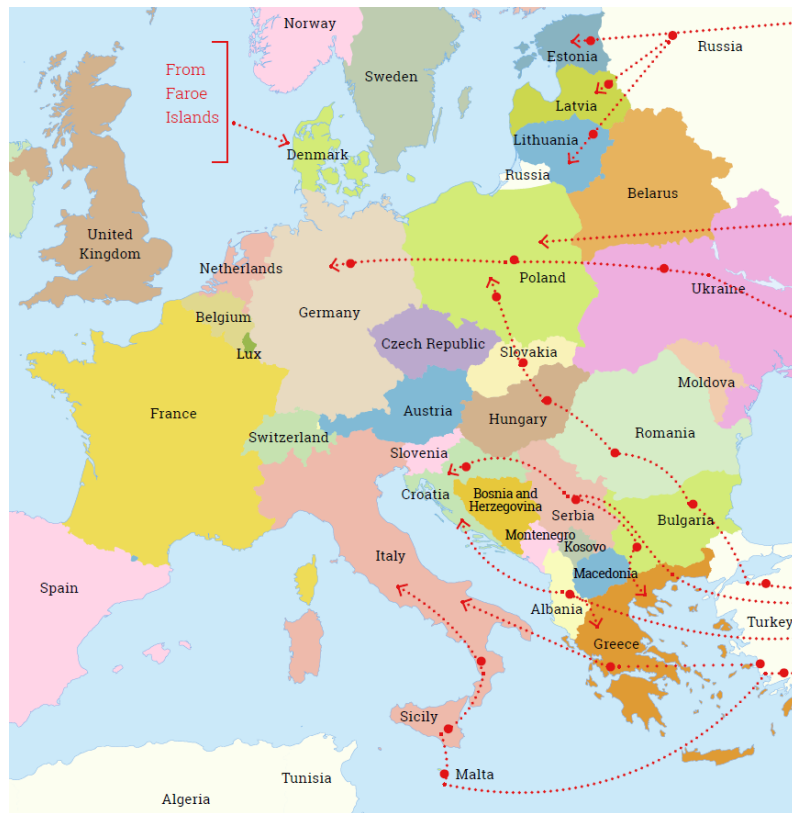 Norway
Russia
Estonia
From
Faroe
Islands
Sweden
Latvia
Lithuania
Denmark
Russia
Belarus
United
Kingdom
Netherlands
Poland
Ukraine
Germany
Belgium
Czech Republic
Slovakia
Lux
Moldova
France
Austria
Hungary
Romania
Switzerland
Slovenia
Croatia
Bosnia and
Herzegovina
Serbia
Bulgaria
Montenegro
Kosovo
Italy
Macedonia
Spain
Albania
Turkey
Greece
Sicily
Malta
Tunisia
Algeria